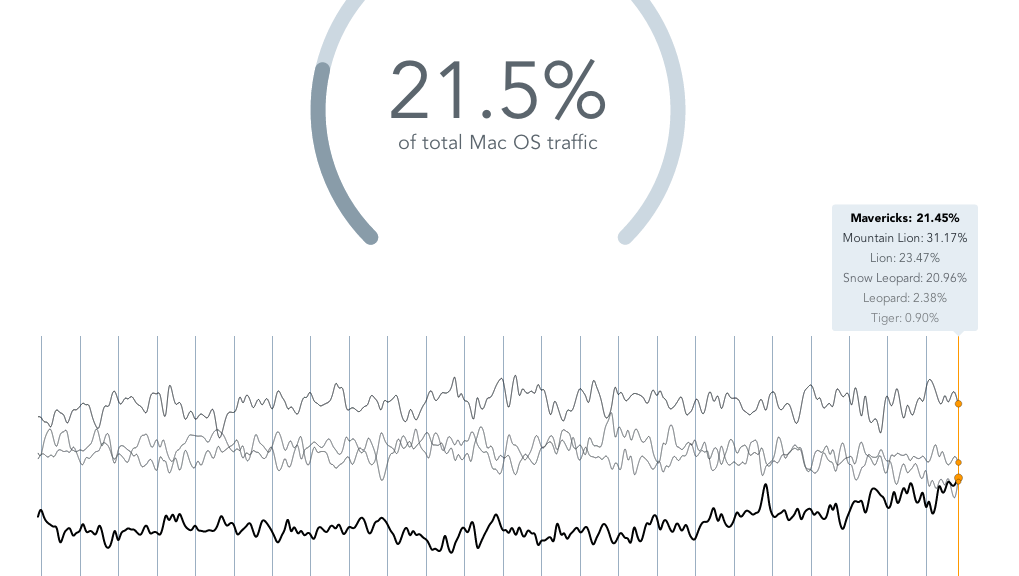 21.5%
of total Mac OS traffic
Mavericks: 21.45%
Mountain Lion: 31.17%
Lion: 23.47%
Snow Leopard: 20.96%
Leopard: 2.38%
Tiger: 0.90%